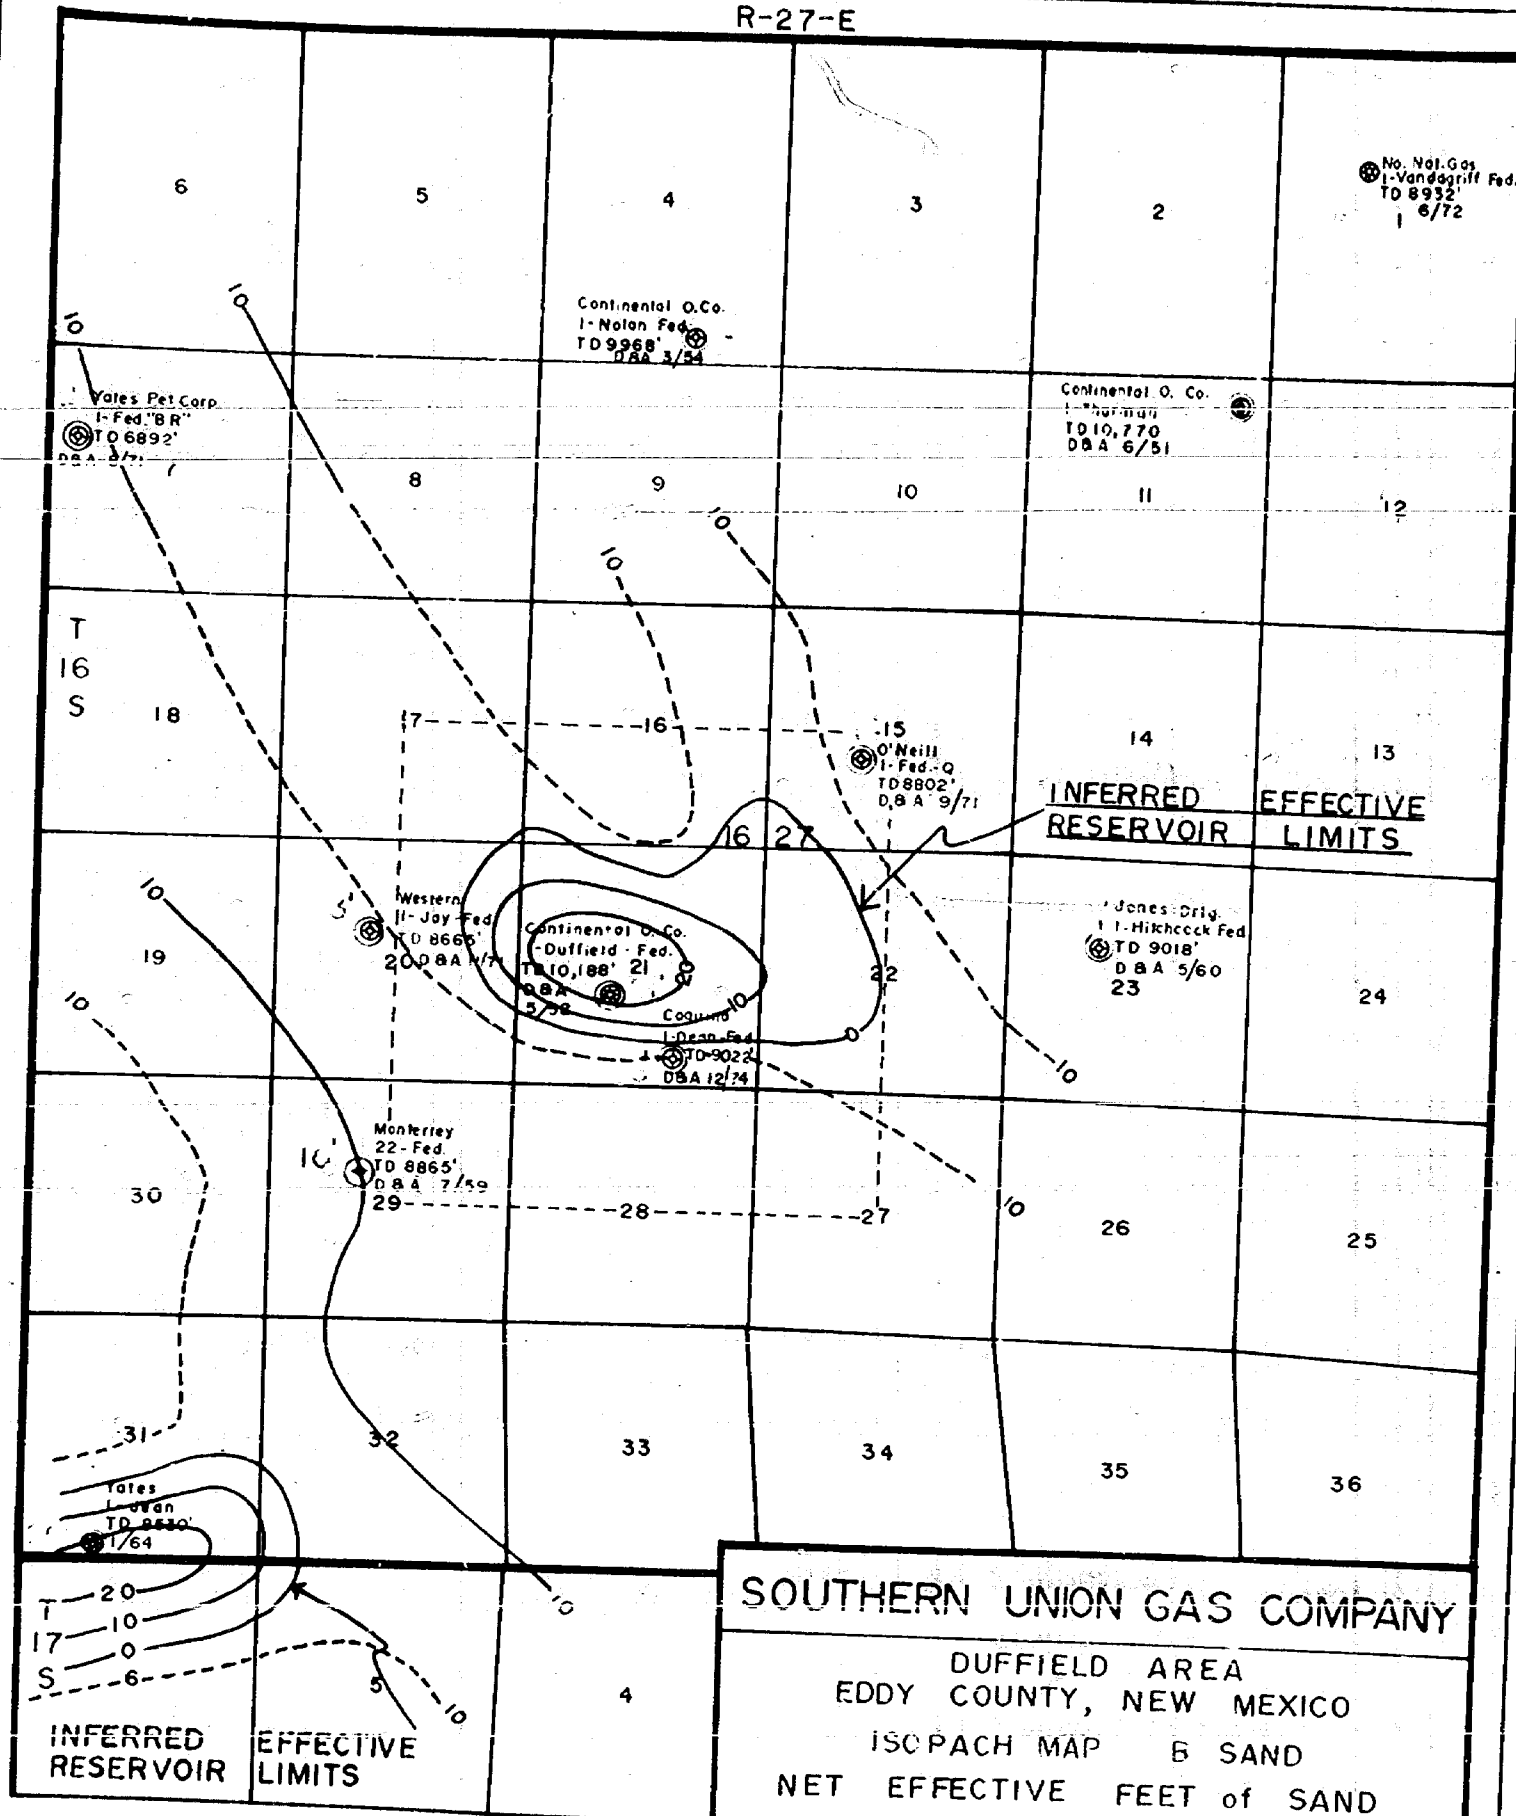 R-27-E
6
5
4
3
2
No. Nat. Gas
1-Vandagriff Fed.
TD 8932'
6/72
1
10
10
Continental O. Co.
1-Nolan Fed.
TD 9968'
D&A 3/54
Yates Pet Corp
1-Fed. "BR"
TD 6892'
D&A
Continental O. Co.
TD 10,770
D&A 6/51
8
9
10
11
12
10
10
T
16
S
18
17
16
15
14
13
O'Neill
1-Fed.-Q
TD 8802'
D&A 9/71
INFERRED EFFECTIVE
RESERVOIR LIMITS
16 27
10
5'
Western
1-Jay-Fed.
TD 8665'
20 D&A
19
Continental O. Co.
1-Duffield-Fed.
TD 10,188' 21
D&A
20
10
0
22
Jones Drlg.
1-Hitchcock Fed.
TD 9018'
D&A 5/60
23
24
10
Coquina
1-Dean-Fed
TD-9022'
D&A 12/74
10
Monterrey
22-Fed.
TD 8865'
D&A 7/59
10'
30
29
28
27
10
26
25
31
32
33
34
35
36
Yates
1-Jean
TD 8530'
1/64
T
17
S
20
10
0
6
5
4
10
10
INFERRED EFFECTIVE
RESERVOIR LIMITS
SOUTHERN UNION GAS COMPANY
DUFFIELD AREA
EDDY COUNTY, NEW MEXICO
ISOPACH MAP B SAND
NET EFFECTIVE FEET of SAND